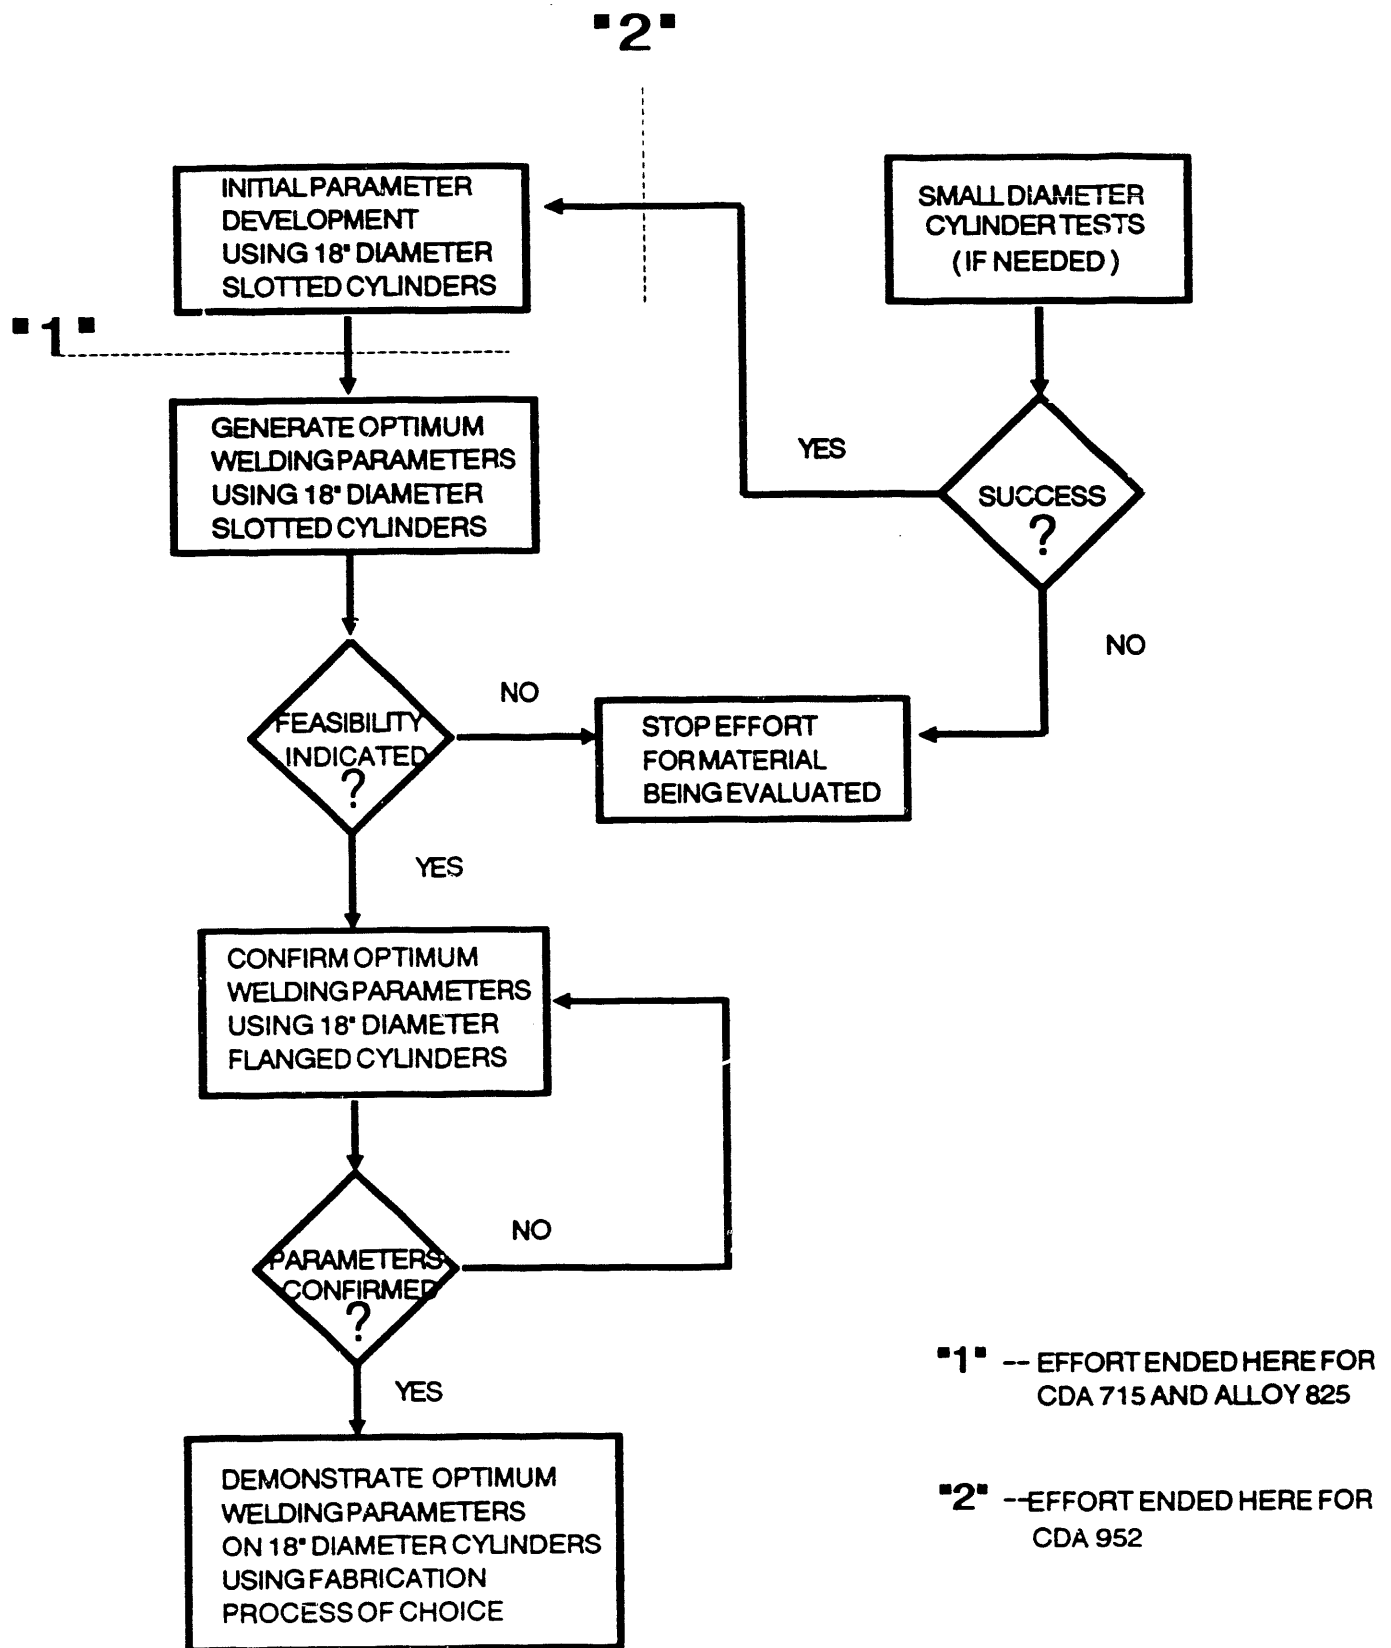 "2"
INITIAL PARAMETER
DEVELOPMENT
USING 18" DIAMETER
SLOTTED CYLINDERS
SMALL DIAMETER
CYLINDER TESTS
(IF NEEDED)
"1"
GENERATE OPTIMUM
WELDING PARAMETERS
USING 18" DIAMETER
SLOTTED CYLINDERS
YES
SUCCESS
?
NO
FEASIBILITY
INDICATED
?
NO
STOP EFFORT
FOR MATERIAL
BEING EVALUATED
YES
CONFIRM OPTIMUM
WELDING PARAMETERS
USING 18" DIAMETER
FLANGED CYLINDERS
PARAMETERS
CONFIRMED
?
NO
YES
DEMONSTRATE OPTIMUM
WELDING PARAMETERS
ON 18" DIAMETER CYLINDERS
USING FABRICATION
PROCESS OF CHOICE
"1" -- EFFORT ENDED HERE FOR
CDA 715 AND ALLOY 825
"2" --EFFORT ENDED HERE FOR
CDA 952